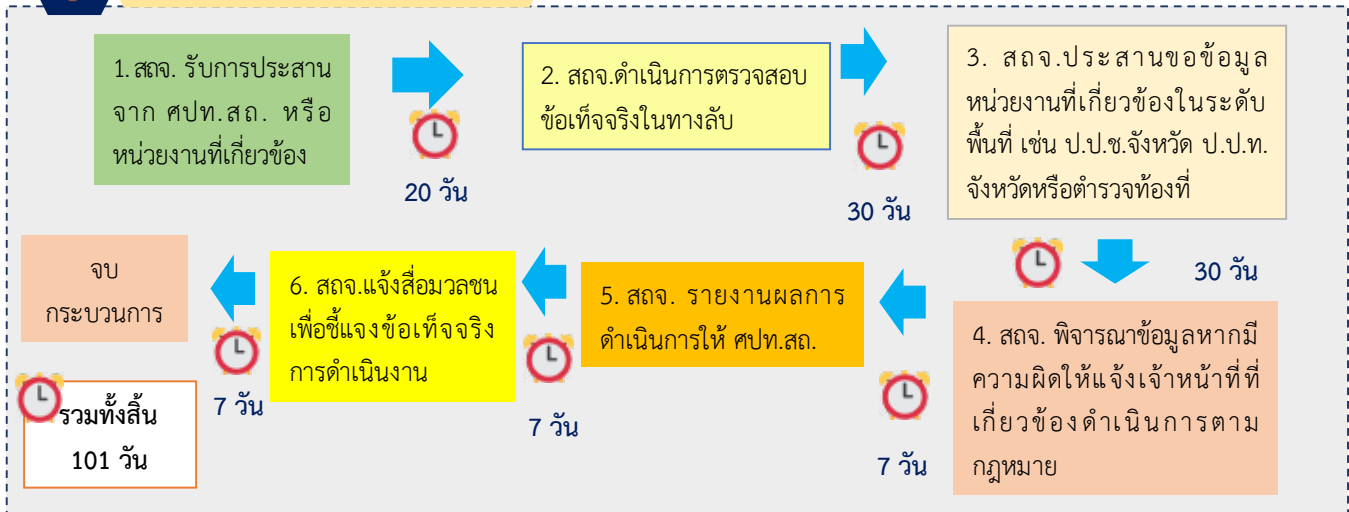 1. สถจ. รับการประสาน
จาก ศปท.สถ. หรือ
หน่วยงานที่เกี่ยวข้อง
20 วัน
2. สถจ.ดำเนินการตรวจสอบ
ข้อเท็จจริงในทางลับ
30 วัน
3. สถจ.ประสานขอข้อมูล
หน่วยงานที่เกี่ยวข้องในระดับ
พื้นที่ เช่น ป.ป.ช.จังหวัด ป.ป.ท.
จังหวัดหรือตำรวจท้องที่
30 วัน
4. สถจ. พิจารณาข้อมูลหากมี
ความผิดให้แจ้งเจ้าหน้าที่ที่
เกี่ยวข้องดำเนินการตาม
กฎหมาย
7 วัน
5. สถจ. รายงานผลการ
ดำเนินการให้ ศปท.สถ.
7 วัน
6. สถจ.แจ้งสื่อมวลชน
เพื่อชี้แจงข้อเท็จจริง
การดำเนินงาน
7 วัน
จบ
กระบวนการ
รวมทั้งสิ้น
101 วัน